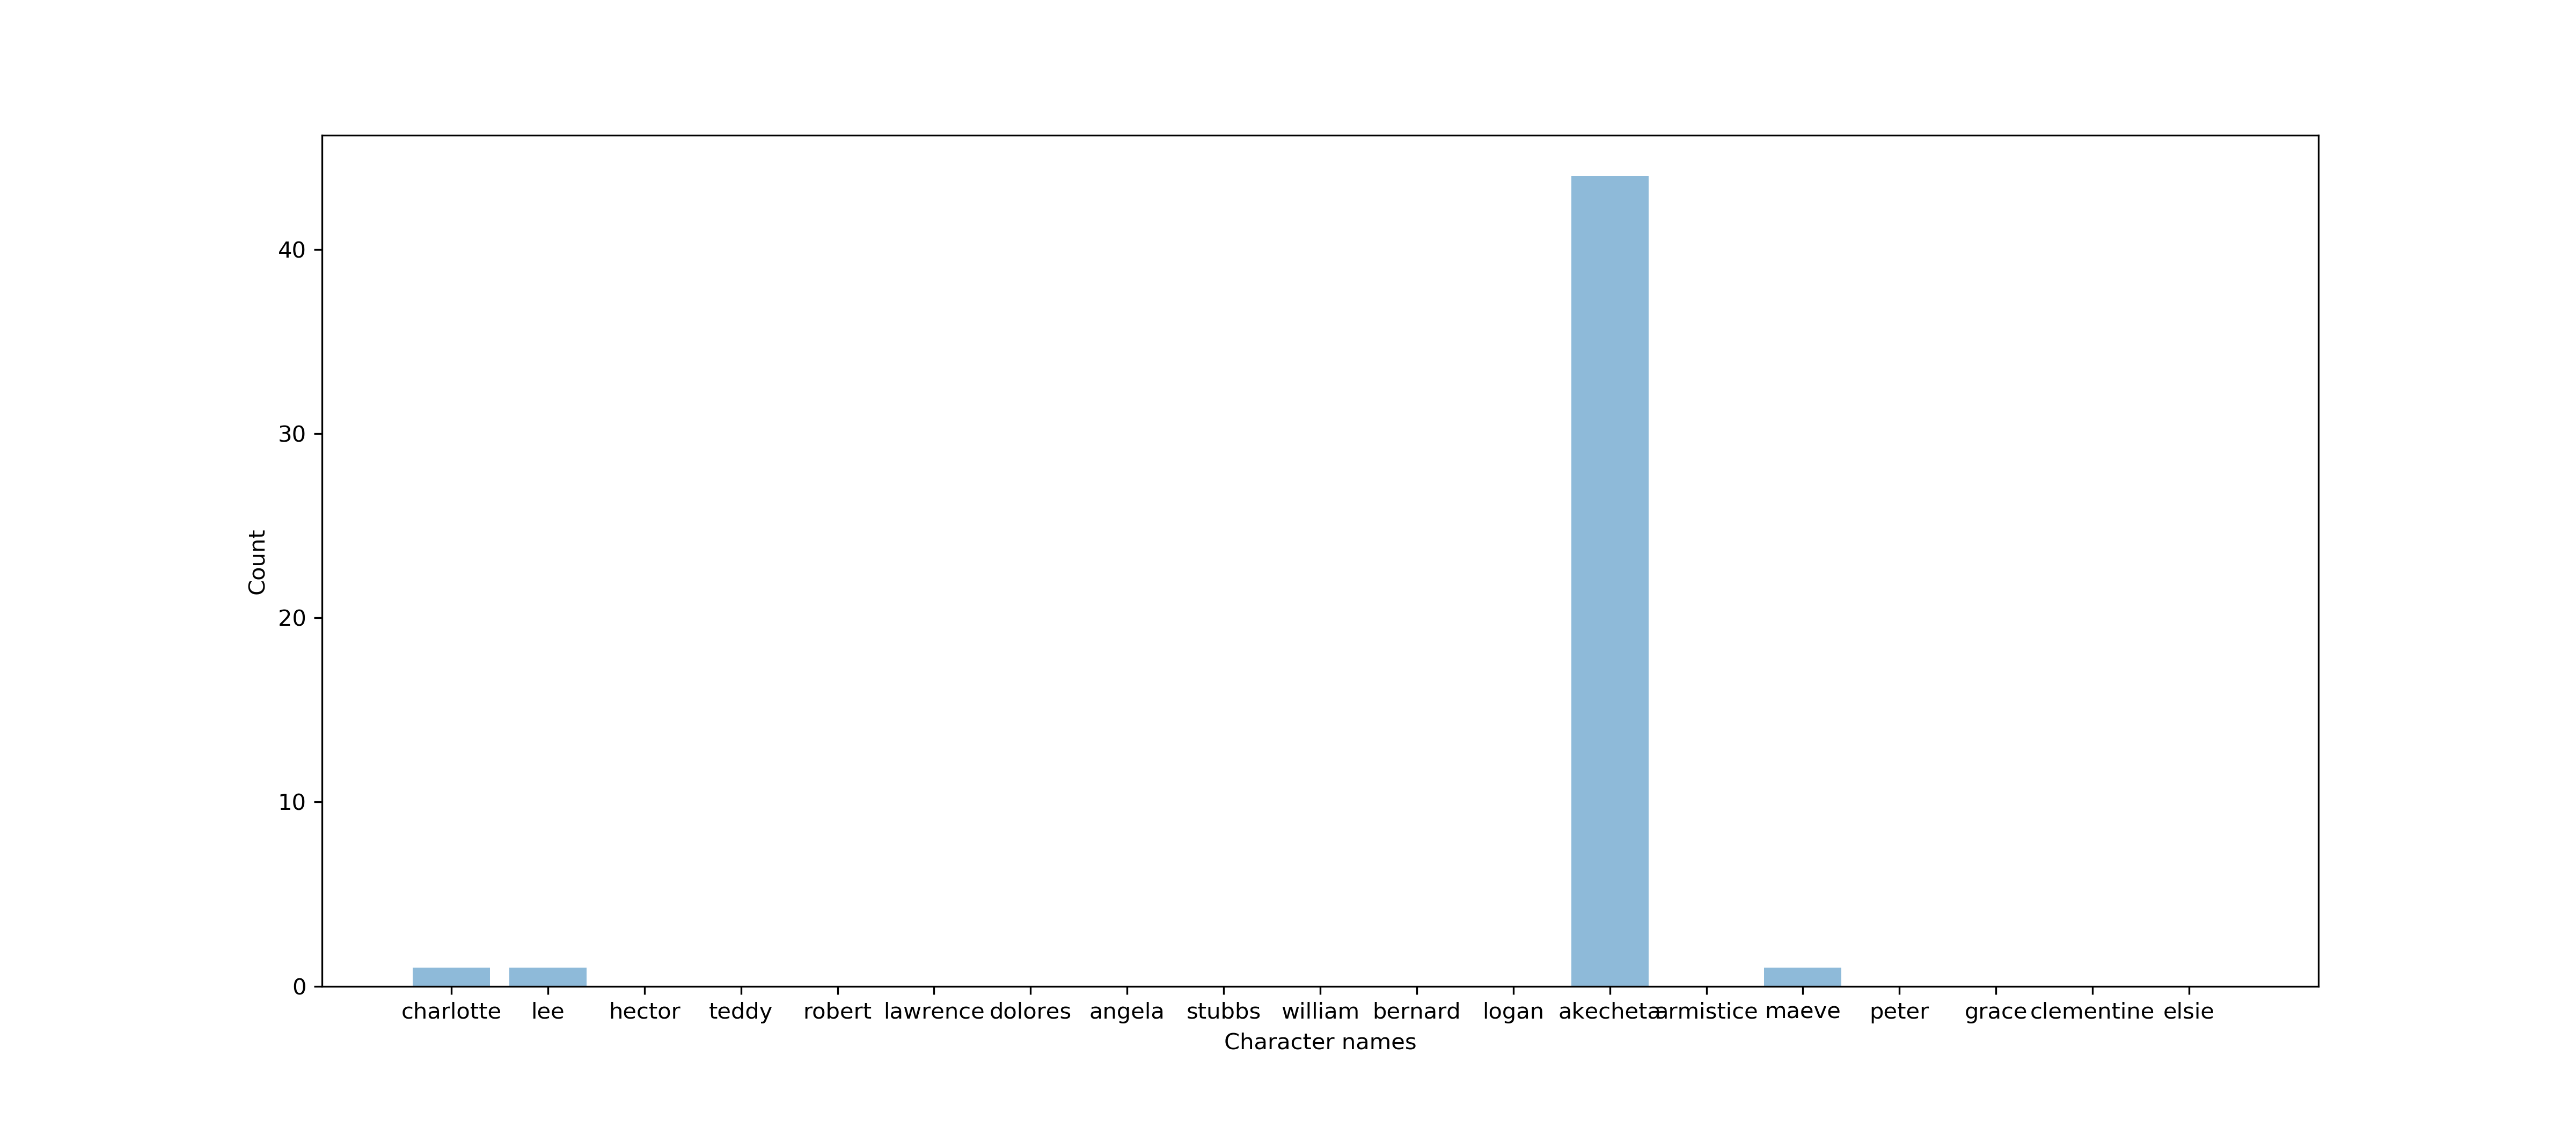 40
30
20
10
0
Count
charlotte lee hector teddy robert lawrence dolores angela stubbs william bernard logan akecheta armistice maeve peter grace clementine elsie
Character names